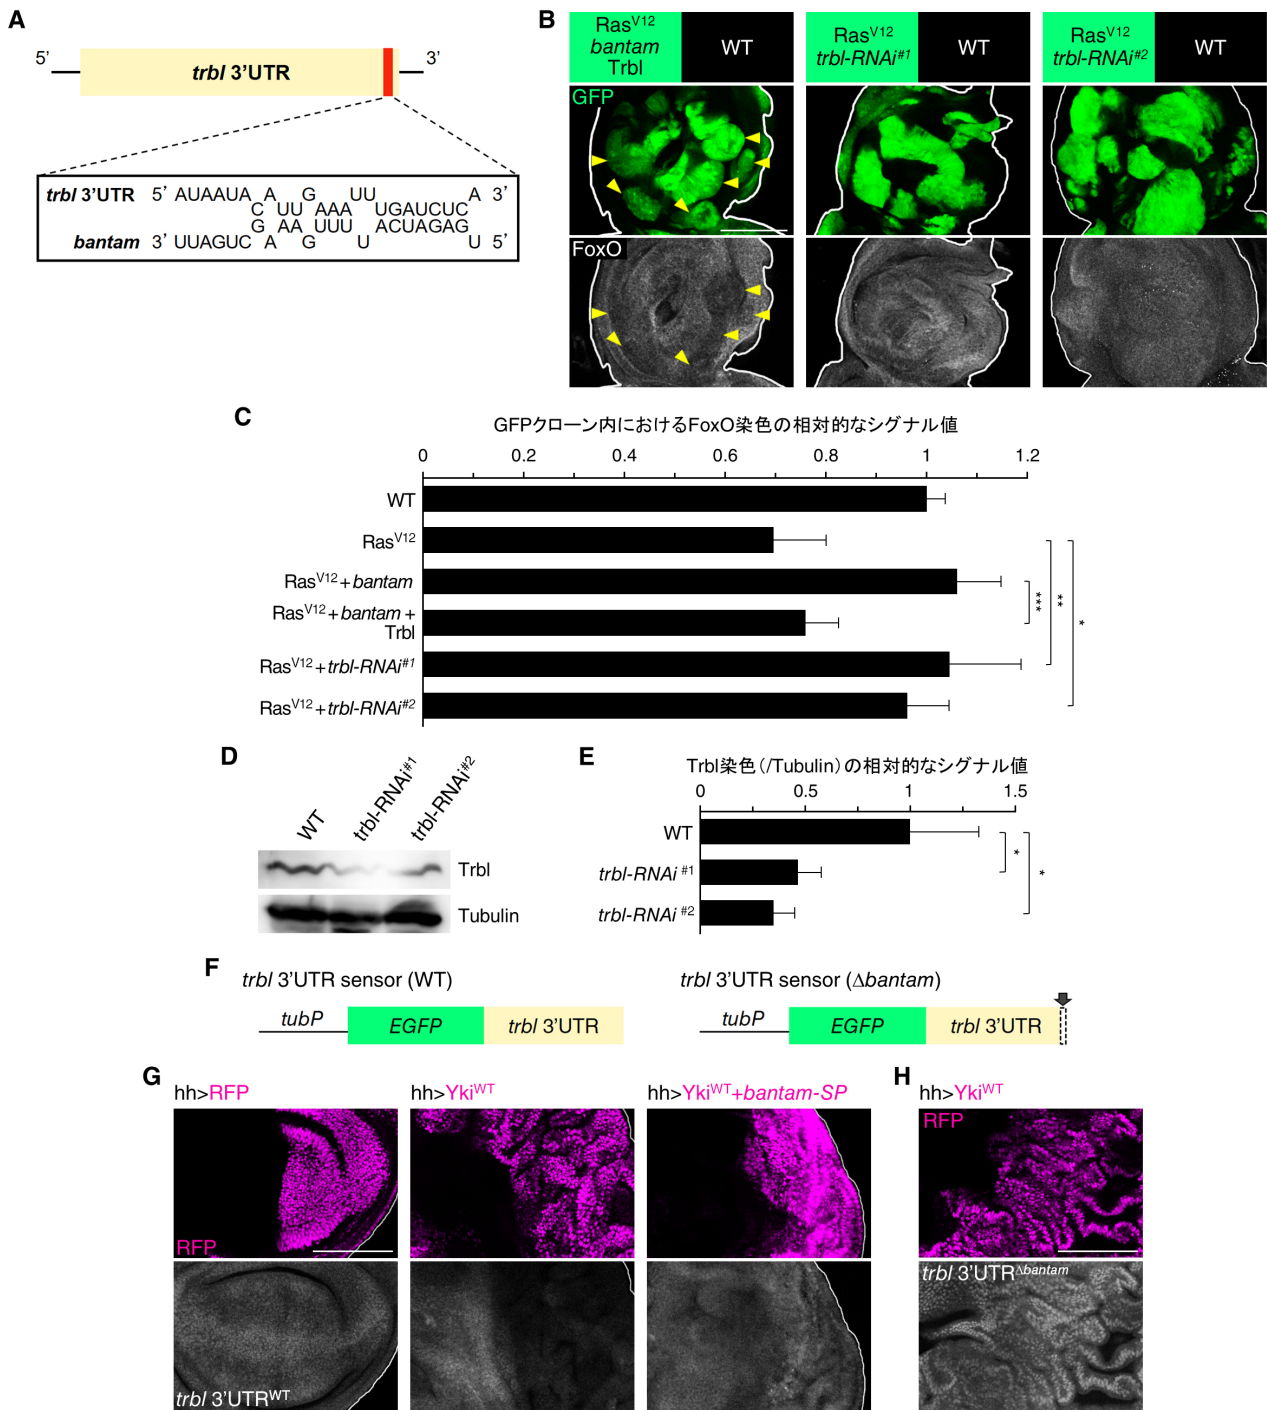 A
5’
trbl 3’UTR
3’
trbl 3’UTR 5’ AUAAUA A G UU A 3’
C UU AAA UGAUCUC
G AA UUU ACUAGAG
bantam 3’ UUAGUC A G U U 5’
B
RasV12
bantam
Trbl
WT
RasV12
trbl-RNAi#1
WT
RasV12
trbl-RNAi#2
WT
GFP
FoxO
C
GFPクローン内におけるFoxO染色の相対的なシグナル値
0 0.2 0.4 0.6 0.8 1 1.2
WT
RasV12
RasV12+bantam
RasV12+bantam+
Trbl
RasV12+trbl-RNAi#1
RasV12+trbl-RNAi#2
***
**
*
D
WT
trbl-RNAi#1
trbl-RNAi#2
Trbl
Tubulin
E
Trbl染色(/Tubulin)の相対的なシグナル値
0 0.5 1 1.5
WT
trbl-RNAi #1
trbl-RNAi #2
*
*
F
trbl 3’UTR sensor (WT)
tubP
EGFP
trbl 3’UTR
trbl 3’UTR sensor (Δbantam)
tubP
EGFP
trbl 3’UTR
G
hh>RFP
hh>YkiWT
hh>YkiWT+bantam-SP
RFP
trbl 3’UTRWT
H
hh>YkiWT
RFP
trbl 3’UTRΔbantam